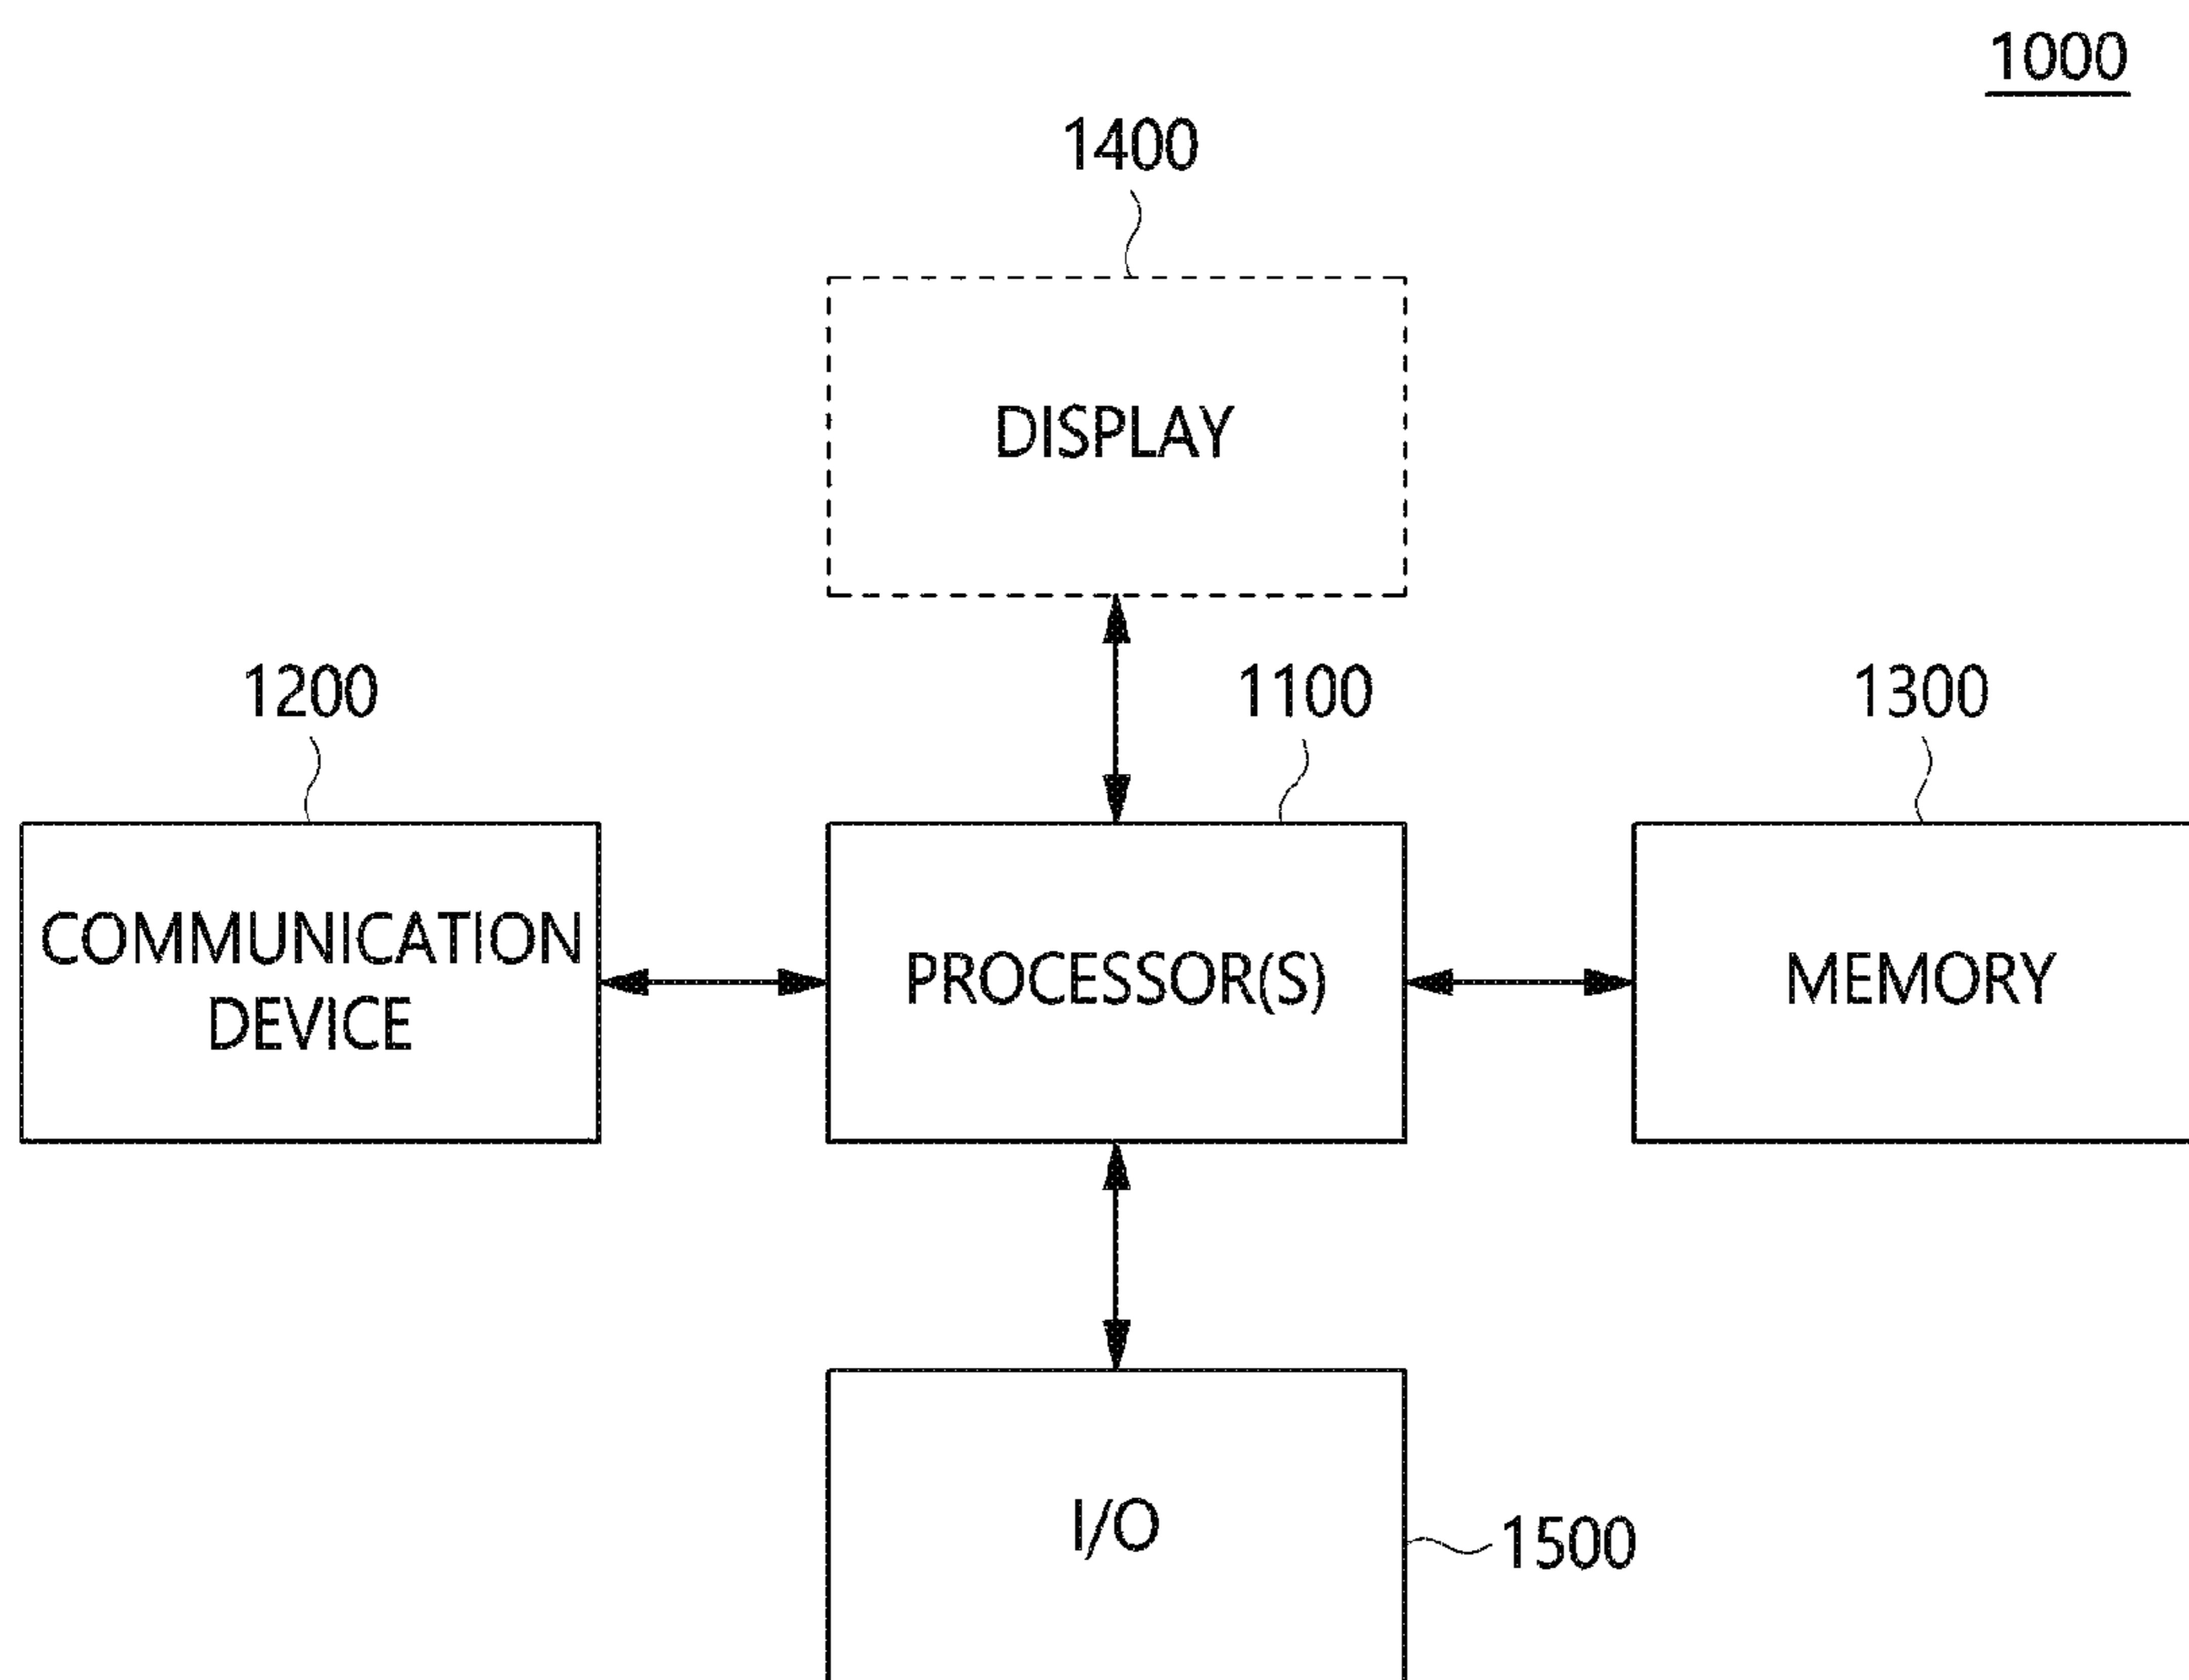 1000
1400
DISPLAY
1200
1100
1300
COMMUNICATION
DEVICE
PROCESSOR(S)
MEMORY
I/O
1500